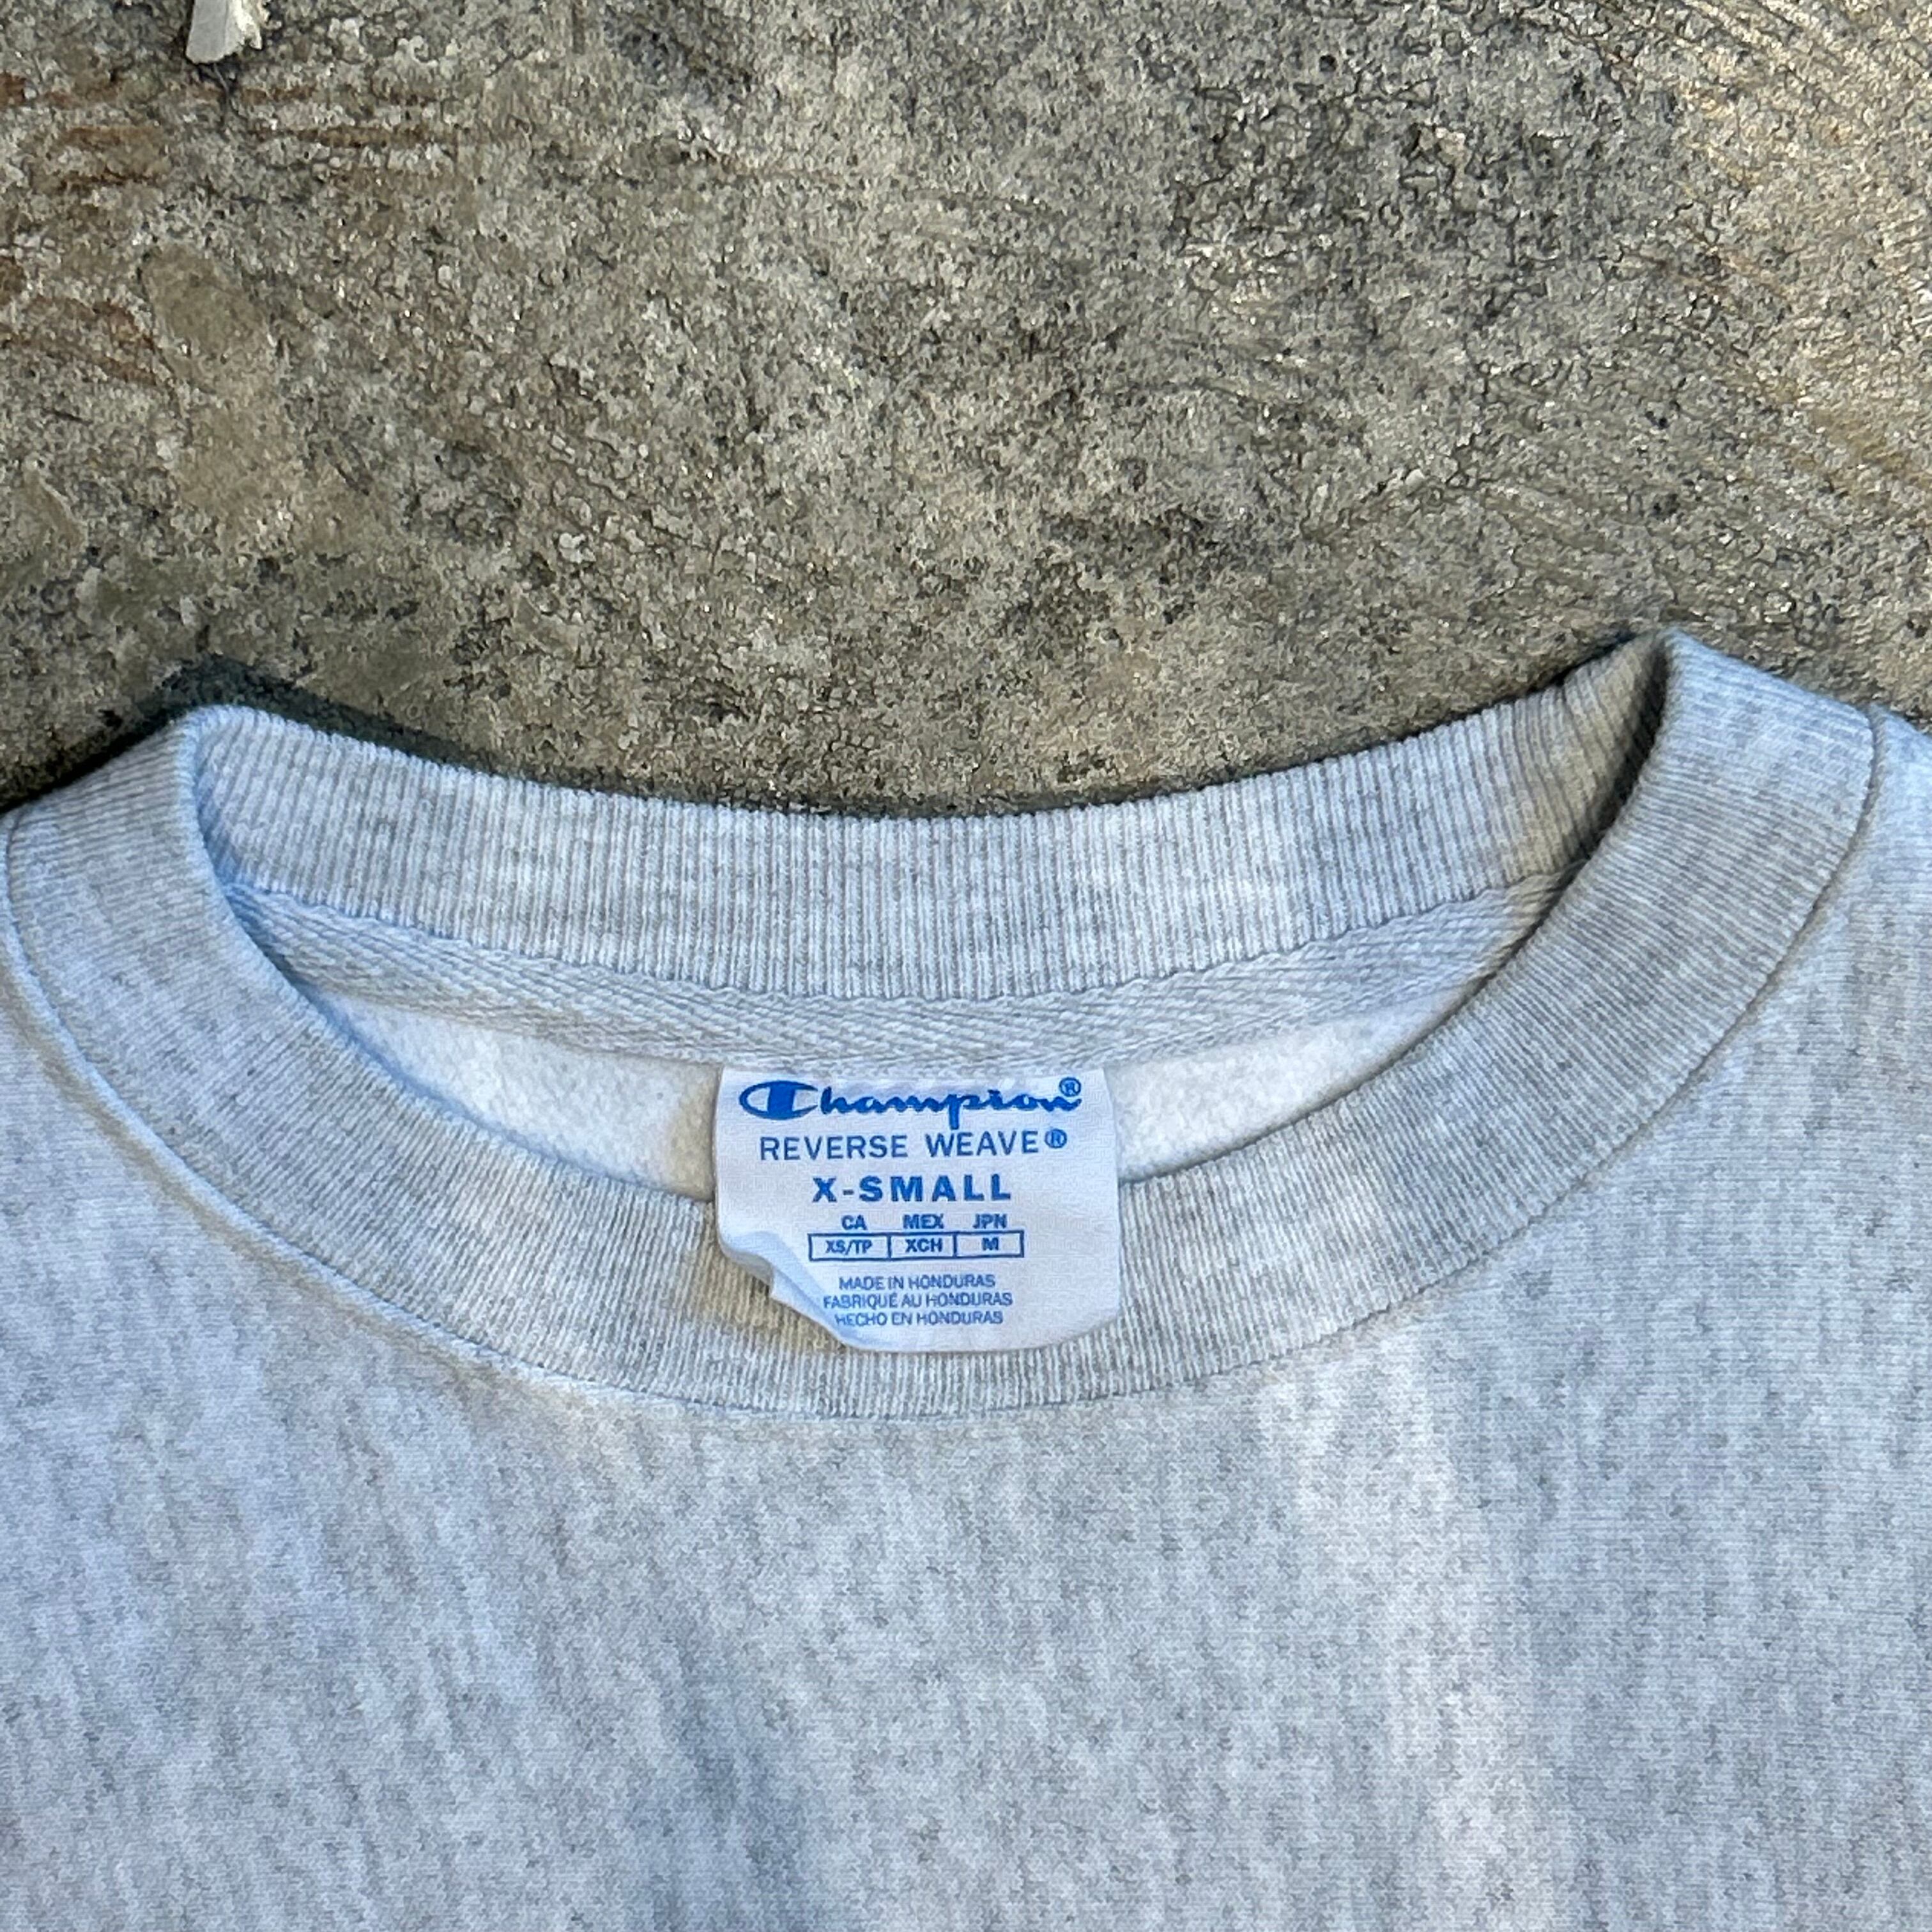 Champion®
REVERSE WEAVE®
X-SMALL
CA MEX JPN
XS/TP XCH M
MADE IN HONDURAS
FABRIQUÉ AU HONDURAS
HECHO EN HONDURAS